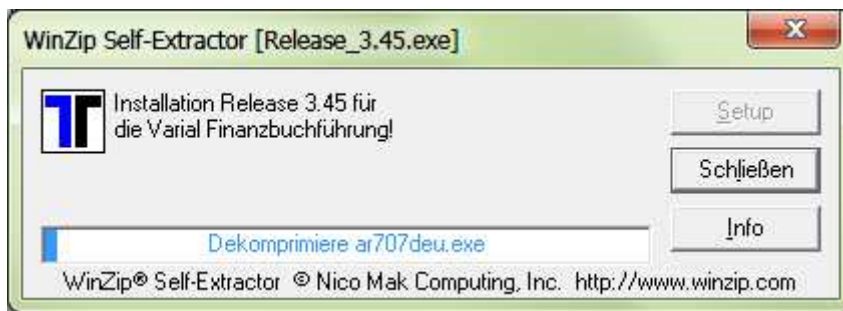 WinZip Self-Extractor [Release_3.45.exe]
Installation Release 3.45 für
die Varial Finanzbuchführung!
Setup
Schließen
Info
Dekomprimiere ar707deu.exe
WinZip® Self-Extractor © Nico Mak Computing, Inc. http://www.winzip.com